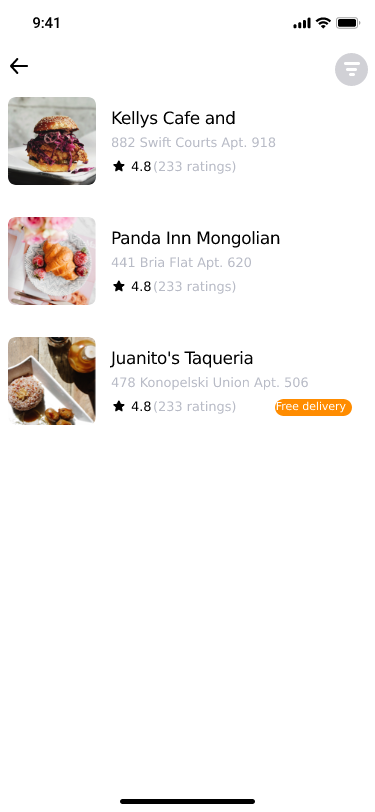 9:41
Kellys Cafe and
882 Swift Courts Apt. 918
4.8 (233 ratings)
Panda Inn Mongolian
441 Bria Flat Apt. 620
4.8 (233 ratings)
Juanito's Taqueria
478 Konopelski Union Apt. 506
4.8 (233 ratings) Free delivery